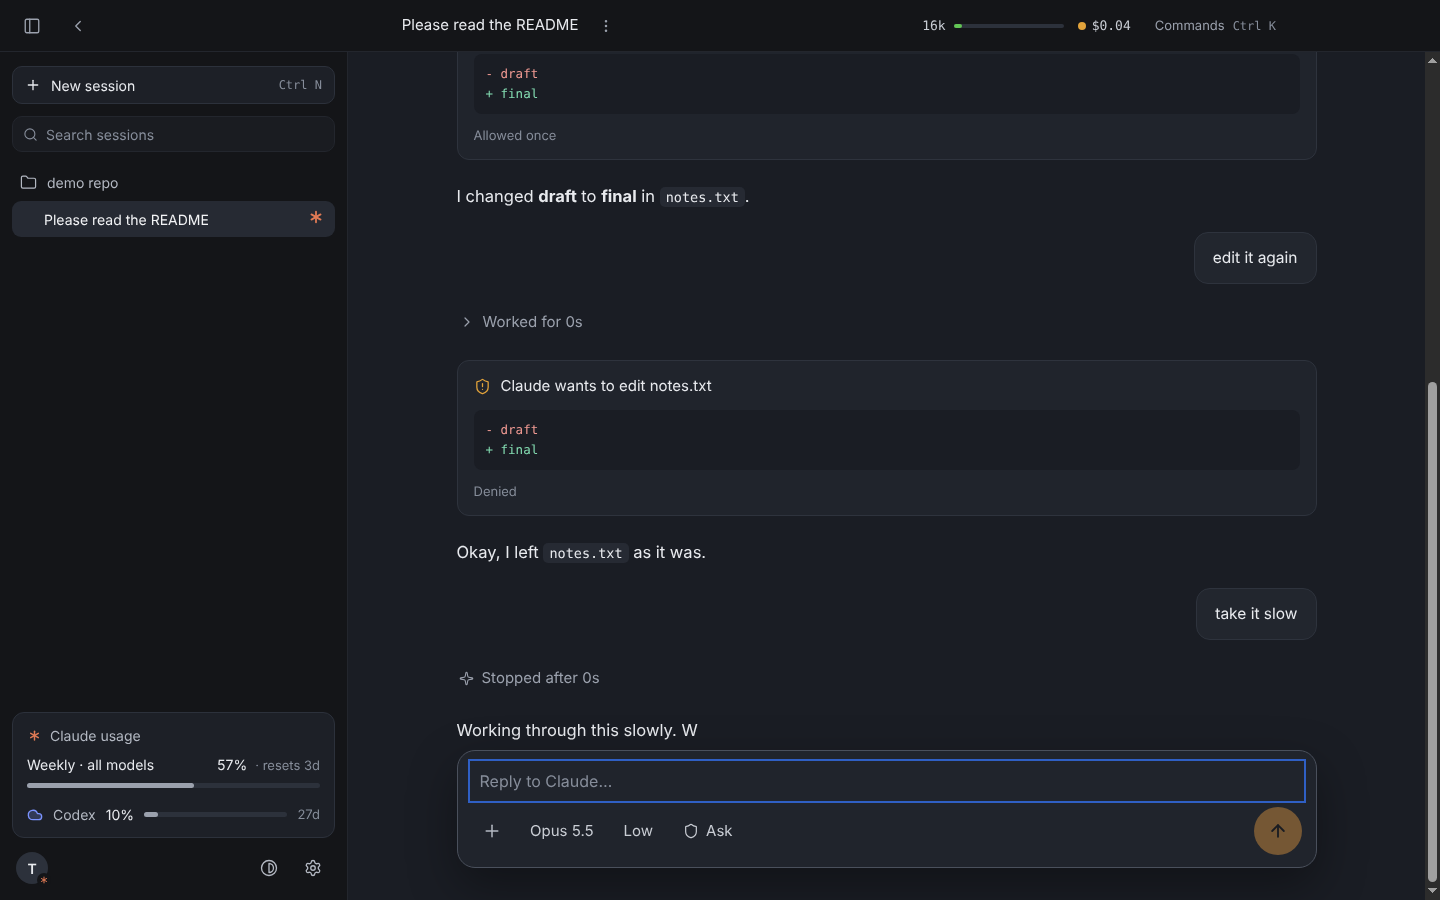 Please read the README
16k
$0.04
Commands Ctrl K
New session Ctrl N
Search sessions
demo repo
Please read the README
Claude usage
Weekly · all models 57% · resets 3d
Codex 10% 27d
T
- draft
+ final
Allowed once
I changed draft to final in notes.txt.
edit it again
Worked for 0s
Claude wants to edit notes.txt
- draft
+ final
Denied
Okay, I left notes.txt as it was.
take it slow
Stopped after 0s
Working through this slowly. W
Reply to Claude...
Opus 5.5 Low Ask